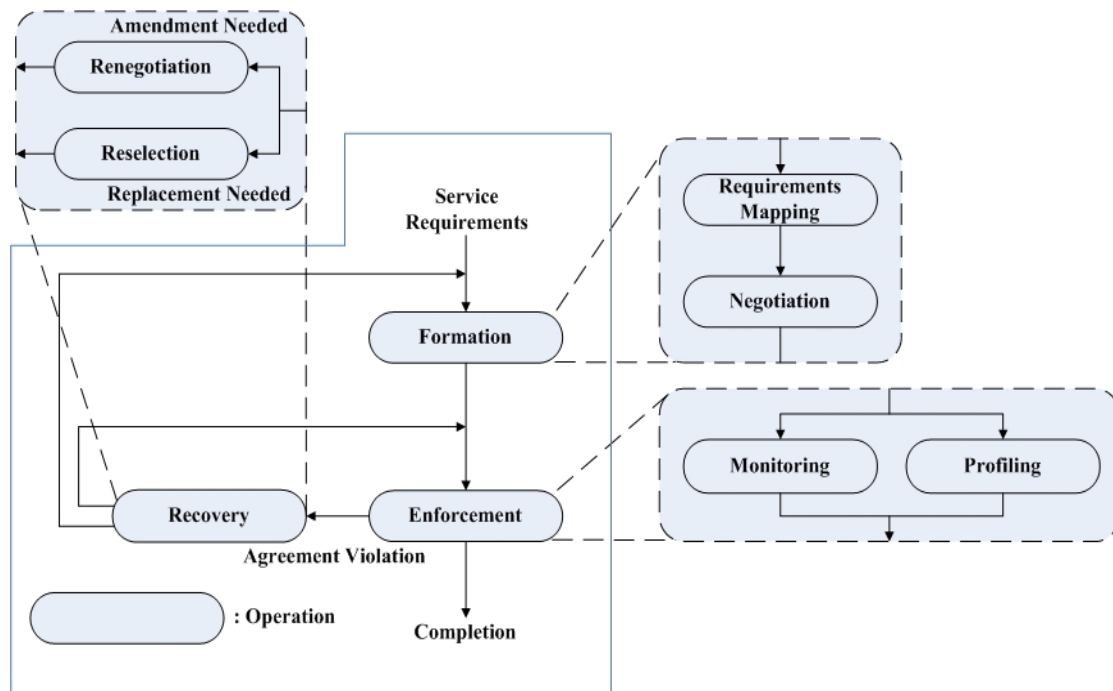 Amendment Needed
Renegotiation
Reselection
Replacement Needed
Service
Requirements
Formation
Requirements
Mapping
Negotiation
Enforcement
Monitoring
Profiling
Recovery
Agreement Violation
Completion
: Operation